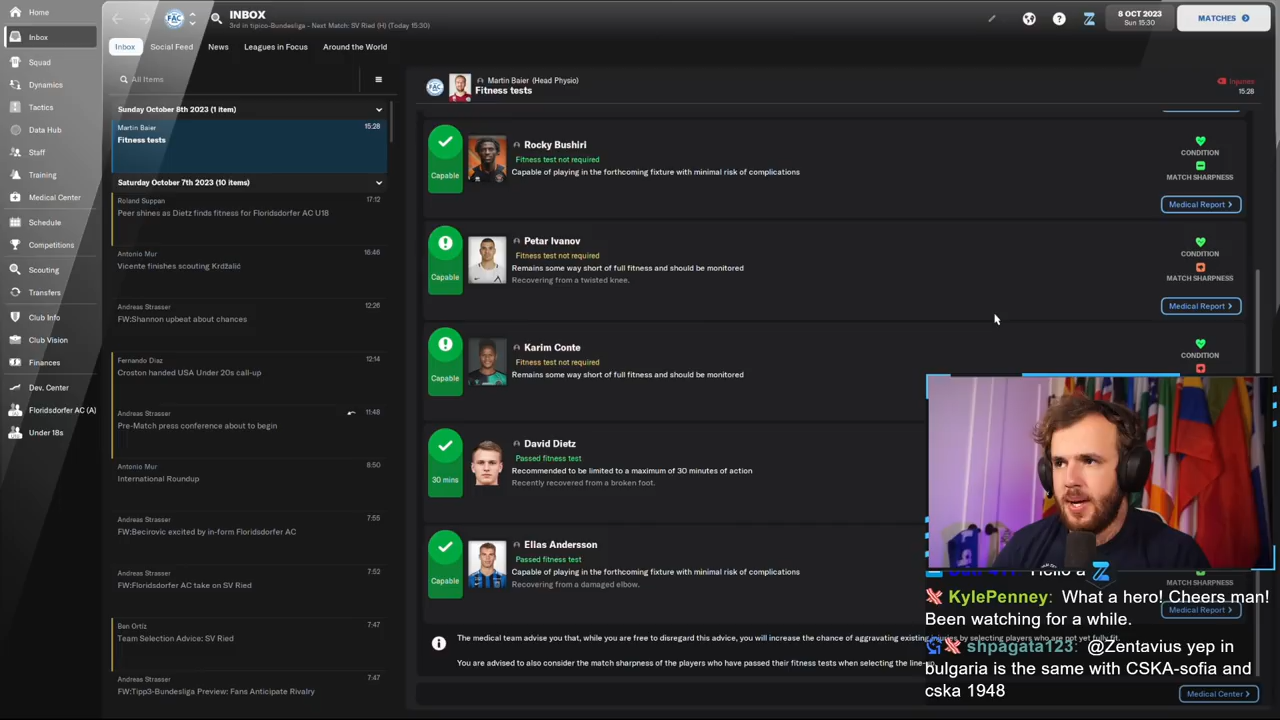 Home
Inbox
Squad
Dynamics
Tactics
Data Hub
Staff
Training
Medical Center
Schedule
Competitions
Scouting
Transfers
Club Info
Club Vision
Finances
Dev. Center
Floridsdorfer AC (A)
Under 18s
FAC
INBOX
3rd in tipico-Bundesliga - Next Match: SV Ried (H) (Today 15:30)
8 OCT 2023
Sun 15:30
MATCHES
Inbox
Social Feed
News
Leagues in Focus
Around the World
All Items
Sunday October 8th 2023 (1 item)
Martin Baier 15:28
Fitness tests
Saturday October 7th 2023 (10 items)
Roland Suppan 17:12
Peer shines as Dietz finds fitness for Floridsdorfer AC U18
Antonio Mur 16:46
Vicente finishes scouting Krdžalić
Andreas Strasser 12:26
FW:Shannon upbeat about chances
Fernando Diaz 12:14
Croston handed USA Under 20s call-up
Andreas Strasser 11:48
Pre-Match press conference about to begin
Antonio Mur 8:50
International Roundup
Andreas Strasser 7:55
FW:Becirovic excited by in-form Floridsdorfer AC
Andreas Strasser 7:52
Floridsdorfer AC take on SV Ried
Ben Ortiz 7:47
Team Selection Advice: SV Ried
Andreas Strasser 7:47
FW:Tipp3-Bundesliga Preview: Fans Anticipate Rivalry
FAC
Martin Baier (Head Physio)
Fitness tests
Injuries
15:28
Capable
Rocky Bushiri
Fitness test not required
Capable of playing in the forthcoming fixture with minimal risk of complications
CONDITION
MATCH SHARPNESS
Medical Report
Capable
Petar Ivanov
Fitness test not required
Remains some way short of full fitness and should be monitored
Recovering from a twisted knee.
CONDITION
MATCH SHARPNESS
Medical Report
Capable
Karim Conte
Fitness test not required
Remains some way short of full fitness and should be monitored
CONDITION
30 mins
David Dietz
Passed fitness test
Recommended to be limited to a maximum of 30 minutes of action
Recently recovered from a broken foot.
Capable
Elias Andersson
Passed fitness test
Capable of playing in the forthcoming fixture with minimal risk of complications
Recovering from a damaged elbow.
MATCH SHARPNESS
Medical Report
The medical team advise you that, while you are free to disregard this advice, you will increase the chance of aggravating existing injuries by selecting players who are not yet fully fit.
You are advised to also consider the match sharpness of the players who have passed their fitness tests when selecting the line-
Medical Center
Hello a
KylePenney: What a hero! Cheers man!
Been watching for a while.
shpagata123: @Zentavius yep in
bulgaria is the same with CSKA-sofia and
cska 1948